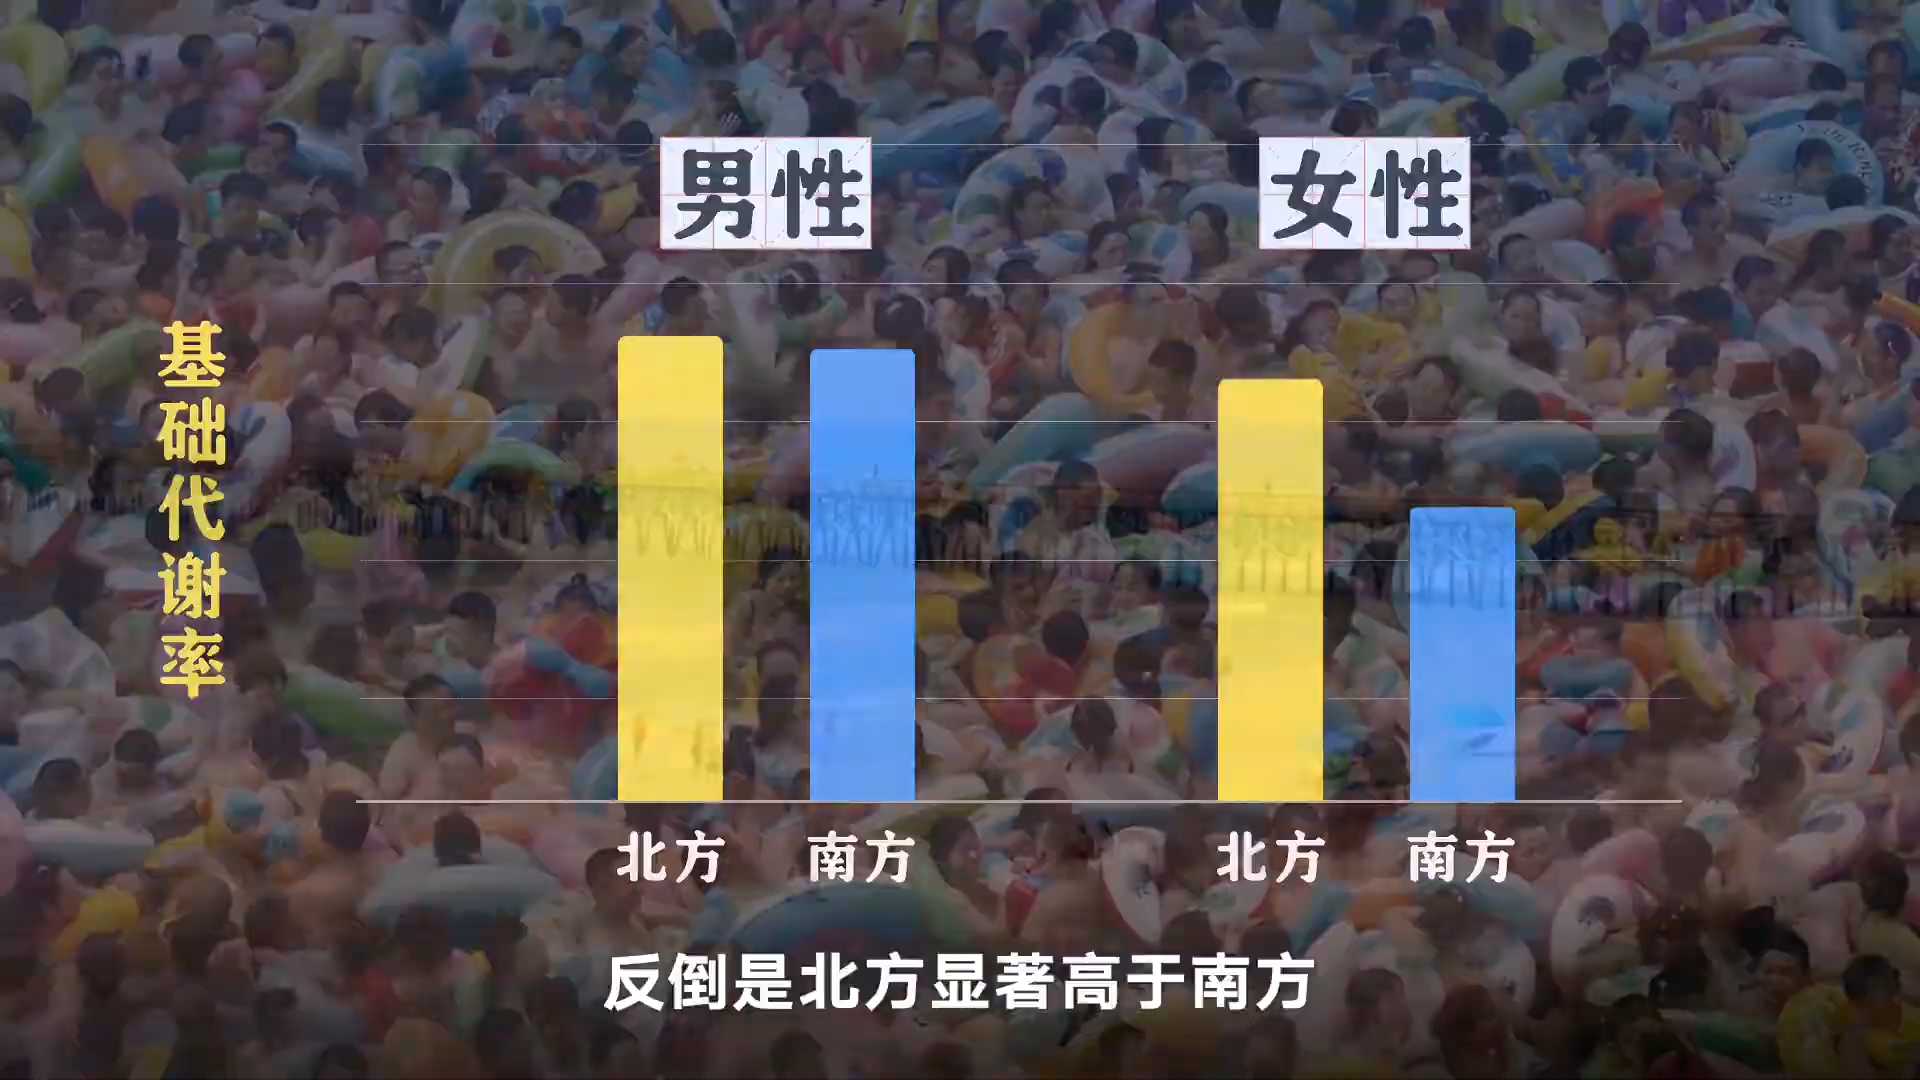 男性
女性
基础代谢率
北方
南方
北方
南方
反倒是北方显著高于南方